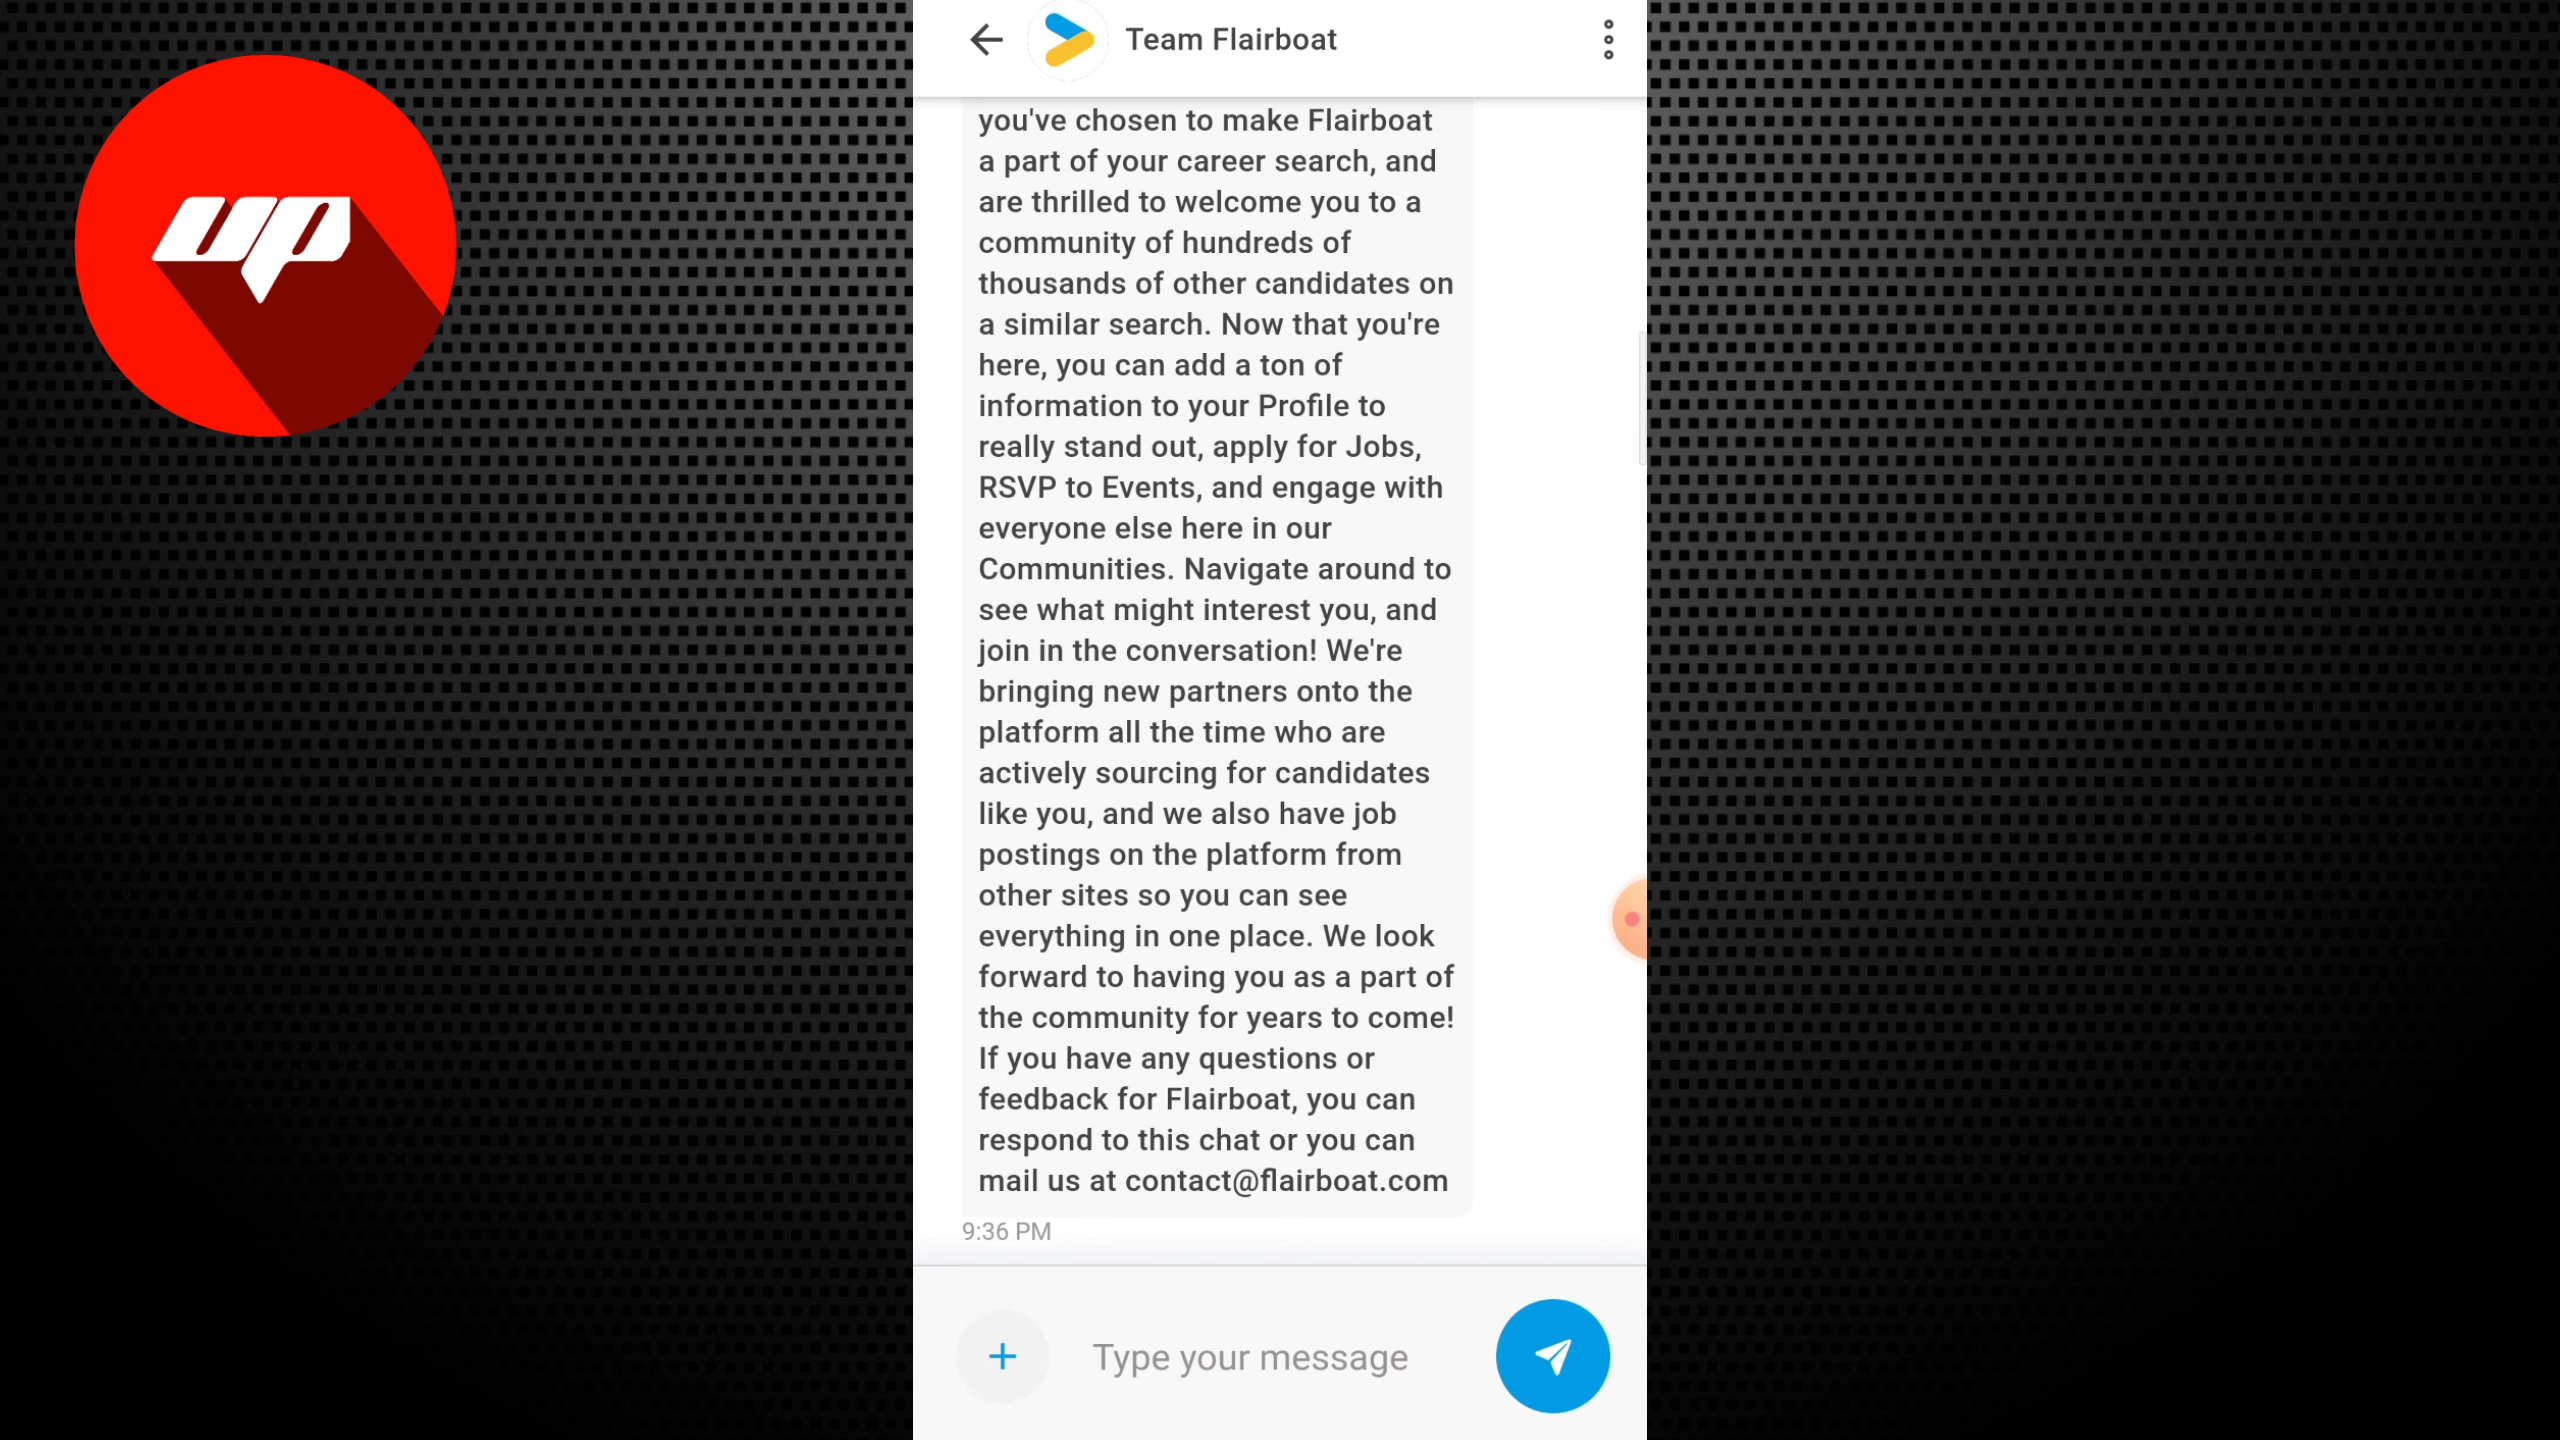 up
Team Flairboat
you've chosen to make Flairboat
a part of your career search, and
are thrilled to welcome you to a
community of hundreds of
thousands of other candidates on
a similar search. Now that you're
here, you can add a ton of
information to your Profile to
really stand out, apply for Jobs,
RSVP to Events, and engage with
everyone else here in our
Communities. Navigate around to
see what might interest you, and
join in the conversation! We're
bringing new partners onto the
platform all the time who are
actively sourcing for candidates
like you, and we also have job
postings on the platform from
other sites so you can see
everything in one place. We look
forward to having you as a part of
the community for years to come!
If you have any questions or
feedback for Flairboat, you can
respond to this chat or you can
mail us at contact@flairboat.com
9:36 PM
Type your message